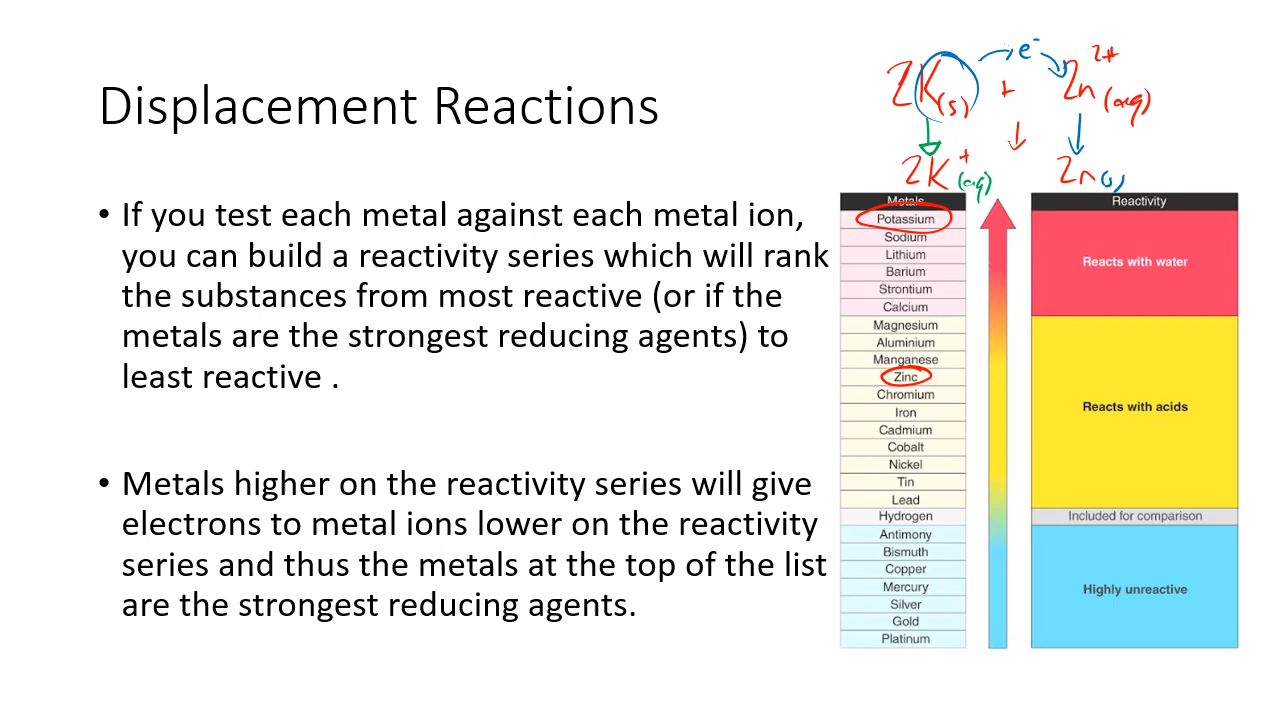 Displacement Reactions
2K(s) + Zn2+(aq)
e-
2K+(aq) Zn(s)
• If you test each metal against each metal ion,
you can build a reactivity series which will rank
the substances from most reactive (or if the
metals are the strongest reducing agents) to
least reactive .
• Metals higher on the reactivity series will give
electrons to metal ions lower on the reactivity
series and thus the metals at the top of the list
are the strongest reducing agents.
Metals
Potassium
Sodium
Lithium
Barium
Strontium
Calcium
Magnesium
Aluminium
Manganese
Zinc
Chromium
Iron
Cadmium
Cobalt
Nickel
Tin
Lead
Hydrogen
Antimony
Bismuth
Copper
Mercury
Silver
Gold
Platinum
Reactivity
Reacts with water
Reacts with acids
Included for comparison
Highly unreactive